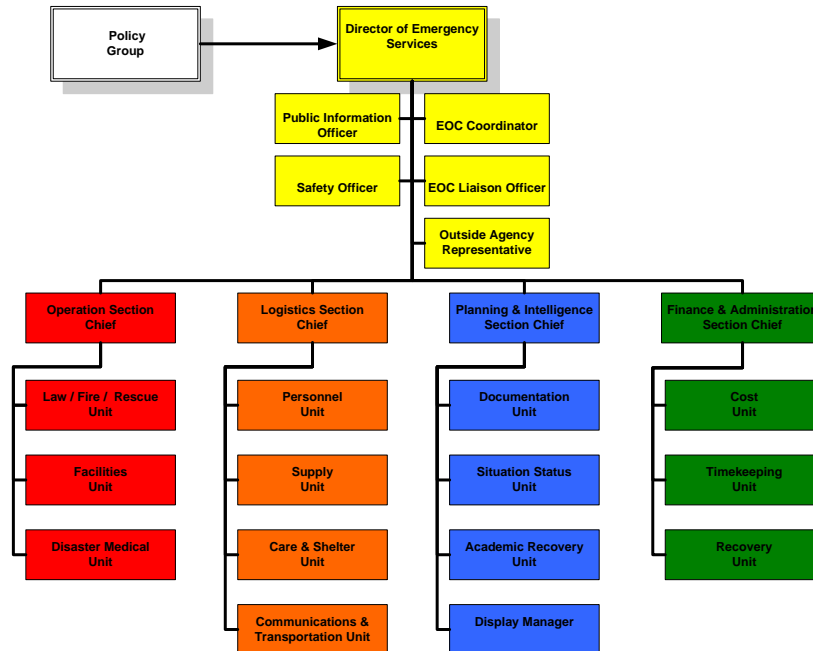 Policy
Group
Director of Emergency
Services
Public Information
Officer
EOC Coordinator
Safety Officer
EOC Liaison Officer
Outside Agency
Representative
Operation Section
Chief
Logistics Section
Chief
Planning & Intelligence
Section Chief
Finance & Administration
Section Chief
Law / Fire / Rescue
Unit
Personnel
Unit
Documentation
Unit
Cost
Unit
Facilities
Unit
Supply
Unit
Situation Status
Unit
Timekeeping
Unit
Disaster Medical
Unit
Care & Shelter
Unit
Academic Recovery
Unit
Recovery
Unit
Communications &
Transportation Unit
Display Manager